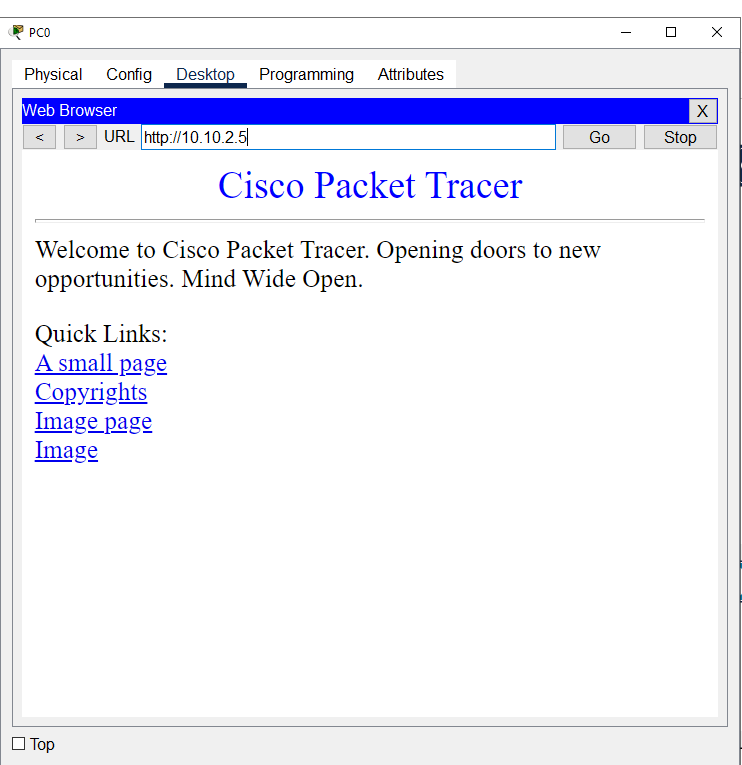 PC0
Physical Config Desktop Programming Attributes
Web Browser X
< > URL http://10.10.2.5 Go Stop
Cisco Packet Tracer
Welcome to Cisco Packet Tracer. Opening doors to new
opportunities. Mind Wide Open.
Quick Links:
A small page
Copyrights
Image page
Image
Top